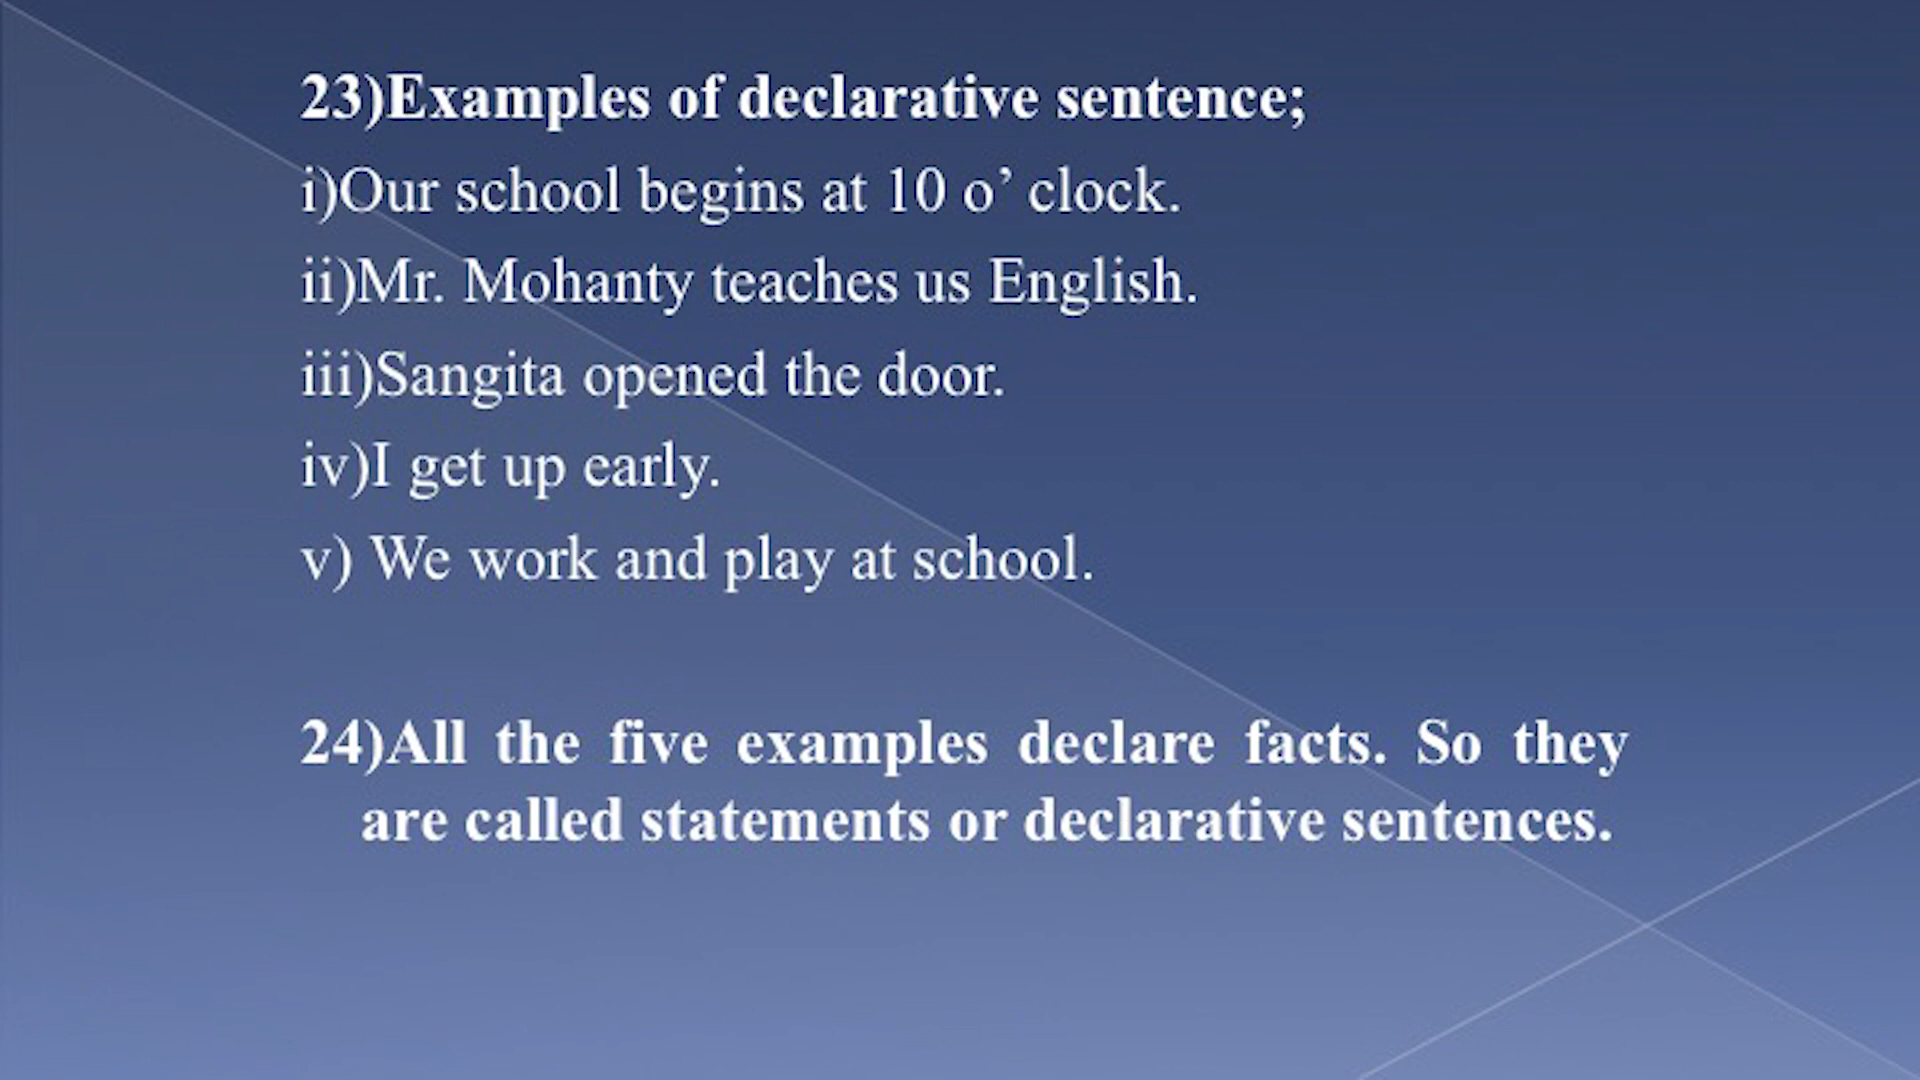 23)Examples of declarative sentence;
i)Our school begins at 10 o’ clock.
ii)Mr. Mohanty teaches us English.
iii)Sangita opened the door.
iv)I get up early.
v) We work and play at school.
24)All the five examples declare facts. So they
are called statements or declarative sentences.